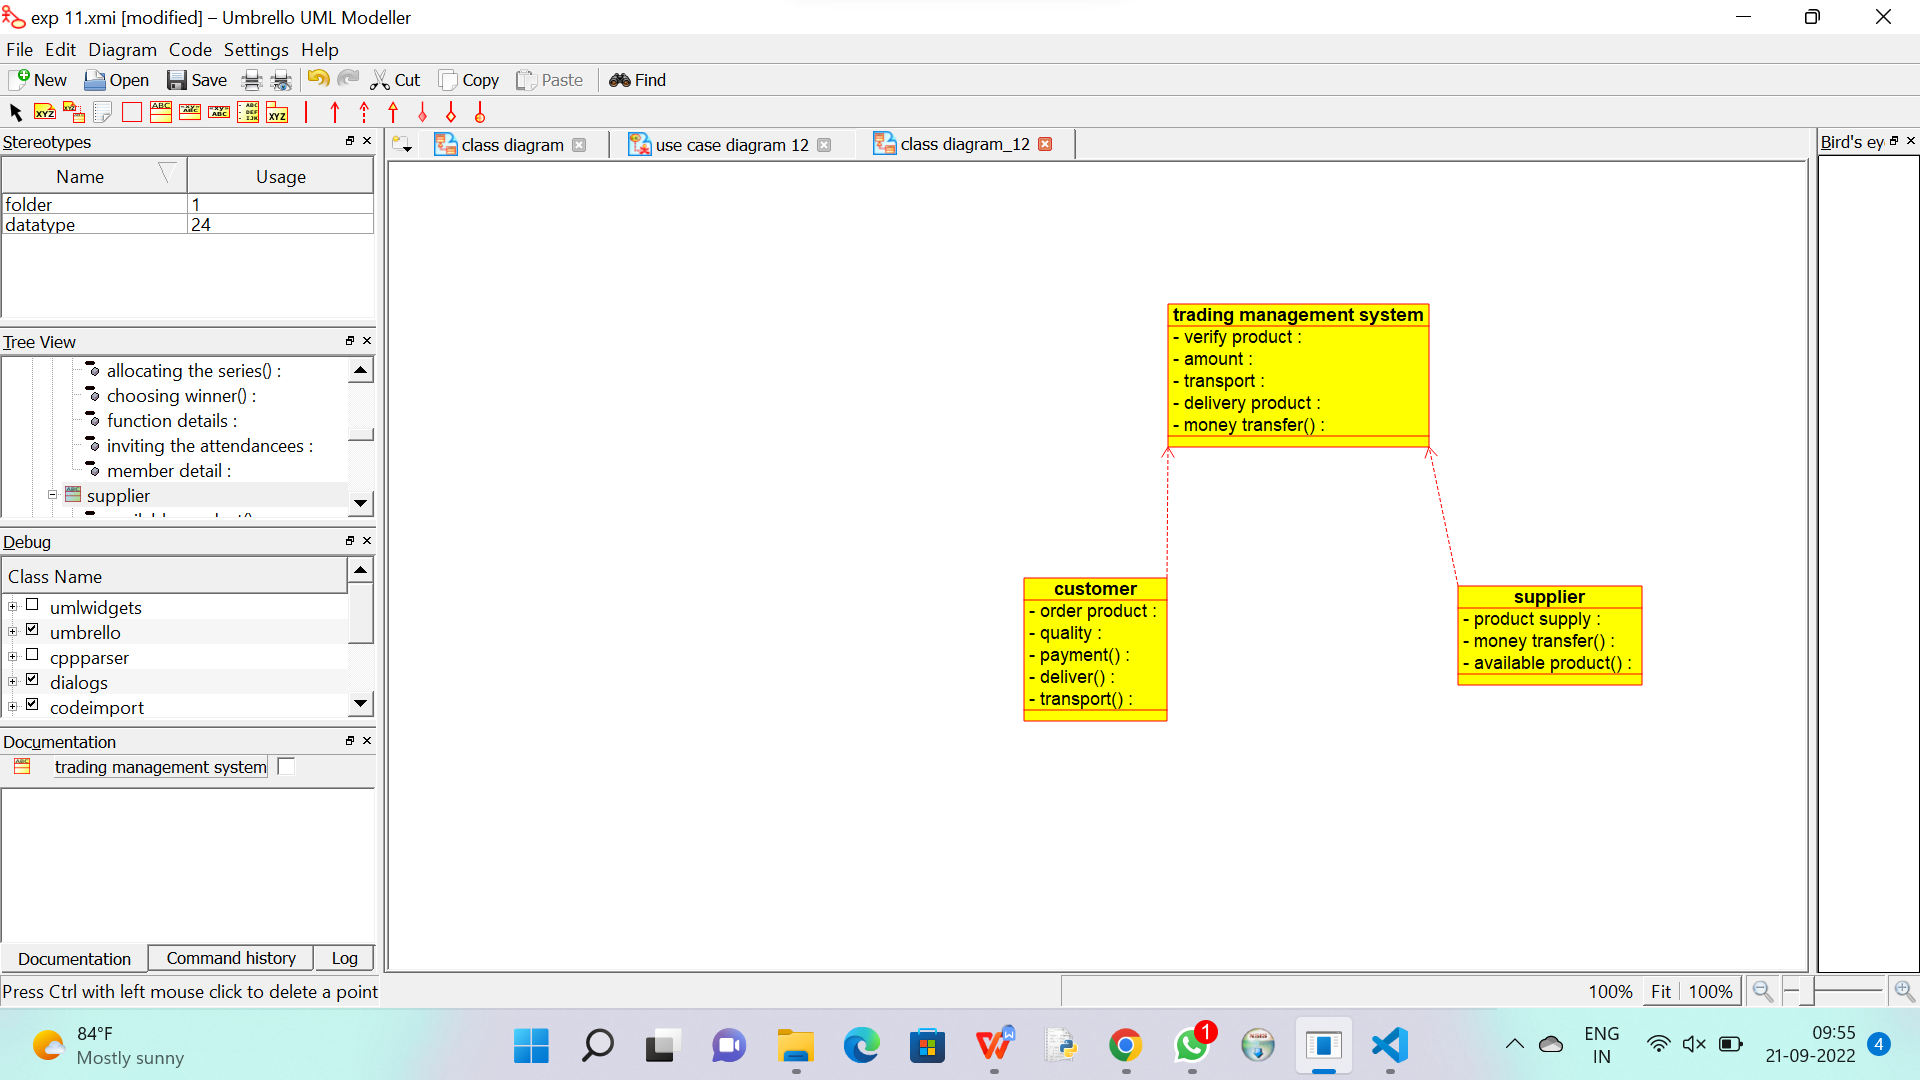 exp 11.xmi [modified] – Umbrello UML Modeller
File Edit Diagram Code Settings Help
New Open Save Cut Copy Paste Find
Stereotypes
Name Usage
folder 1
datatype 24
Tree View
allocating the series() :
choosing winner() :
function details :
inviting the attendancees :
member detail :
supplier
Debug
Class Name
umlwidgets
umbrello
cppparser
dialogs
codeimport
Documentation
trading management system
Documentation Command history Log
Press Ctrl with left mouse click to delete a point
class diagram use case diagram 12 class diagram_12
trading management system
- verify product :
- amount :
- transport :
- delivery product :
- money transfer() :
customer
- order product :
- quality :
- payment() :
- deliver() :
- transport() :
supplier
- product supply :
- money transfer() :
- available product() :
Bird's ey
100% Fit 100%
84°F
Mostly sunny
1
ENG
IN
09:55
21-09-2022
4